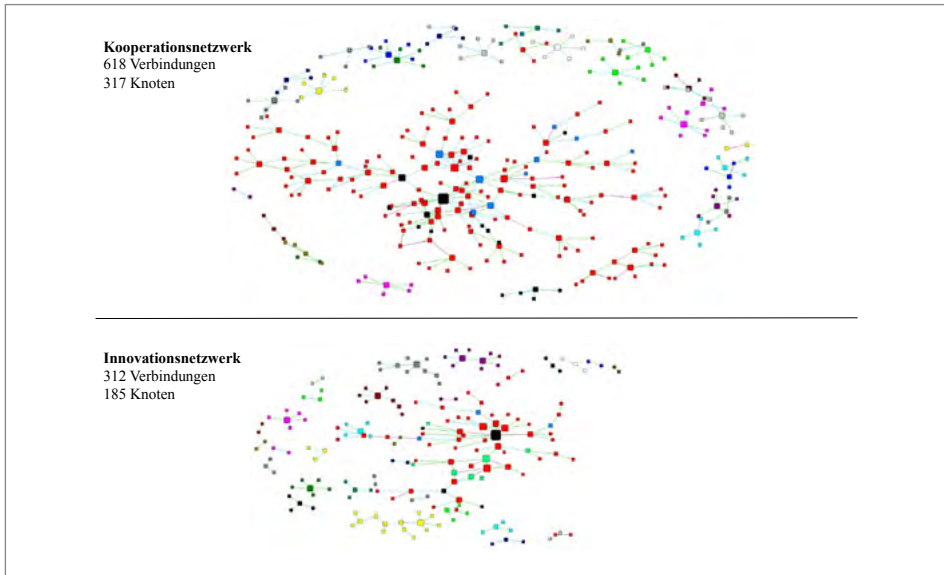 Kooperationsnetzwerk
618 Verbindungen
317 Knoten
Innovationsnetzwerk
312 Verbindungen
185 Knoten